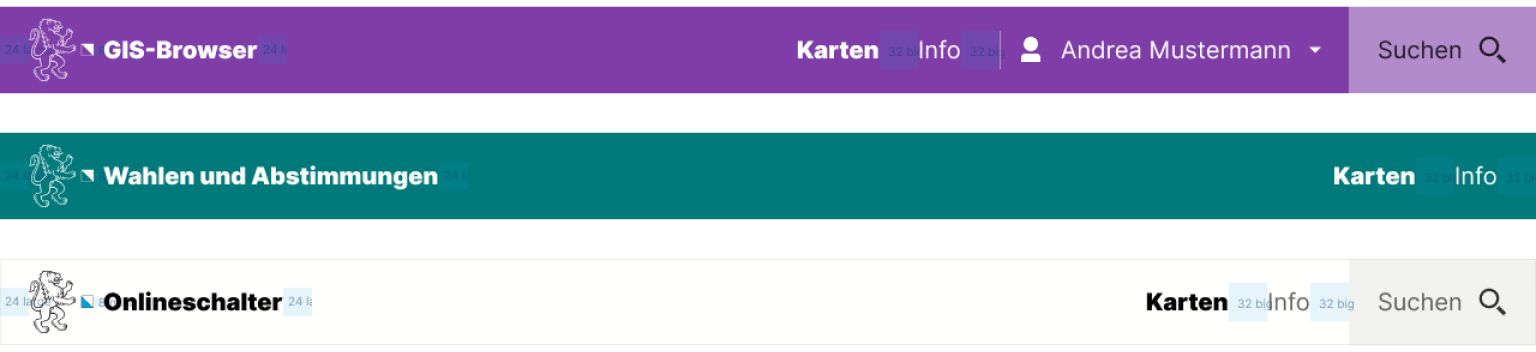 24 la GIS-Browser 24 la Karten 32 big Info 32 big Andrea Mustermann Suchen
24 la Wahlen und Abstimmungen 24 l Karten 32 big Info 32 big
24 la Onlineschalter 24 l Karten 32 big Info 32 big Suchen